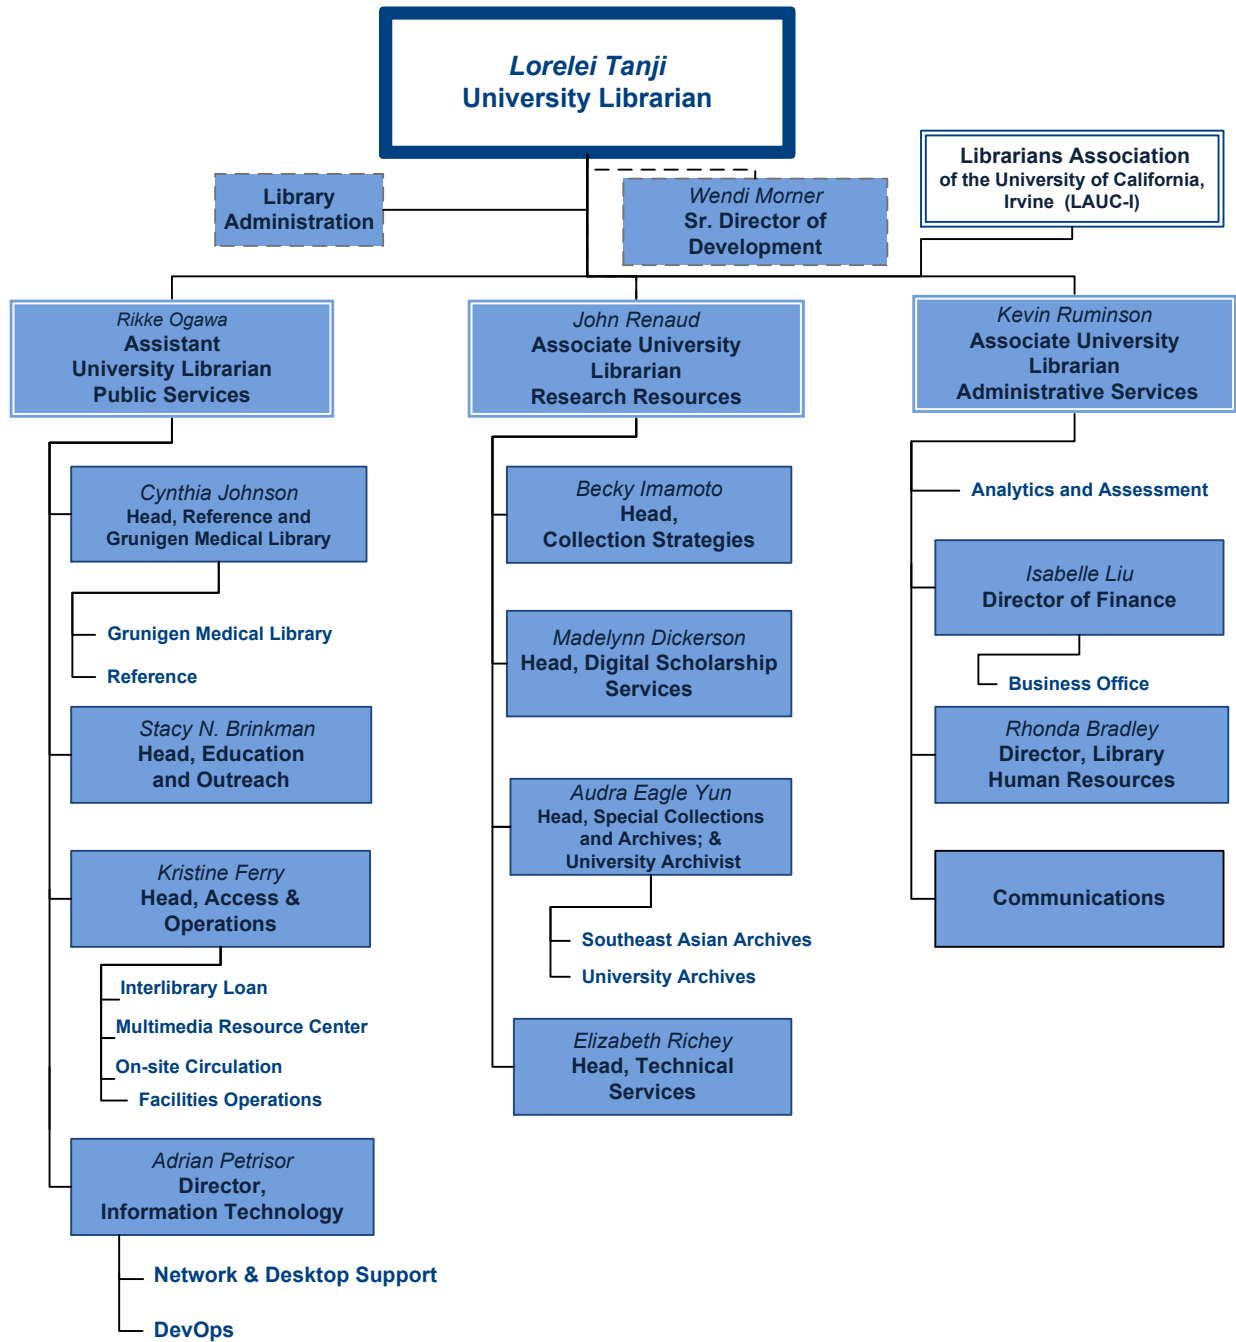 Lorelei Tanji
University Librarian
Librarians Association
of the University of California,
Irvine (LAUC-I)
Library
Administration
Wendi Morner
Sr. Director of
Development
Rikke Ogawa
Assistant
University Librarian
Public Services
John Renaud
Associate University
Librarian
Research Resources
Kevin Ruminson
Associate University
Librarian
Administrative Services
Cynthia Johnson
Head, Reference and
Grunigen Medical Library
Grunigen Medical Library
Reference
Stacy N. Brinkman
Head, Education
and Outreach
Kristine Ferry
Head, Access &
Operations
Interlibrary Loan
Multimedia Resource Center
On-site Circulation
Facilities Operations
Adrian Petrisor
Director,
Information Technology
Network & Desktop Support
DevOps
Becky Imamoto
Head,
Collection Strategies
Madelynn Dickerson
Head, Digital Scholarship
Services
Audra Eagle Yun
Head, Special Collections
and Archives; &
University Archivist
Southeast Asian Archives
University Archives
Elizabeth Richey
Head, Technical
Services
Analytics and Assessment
Isabelle Liu
Director of Finance
Business Office
Rhonda Bradley
Director, Library
Human Resources
Communications